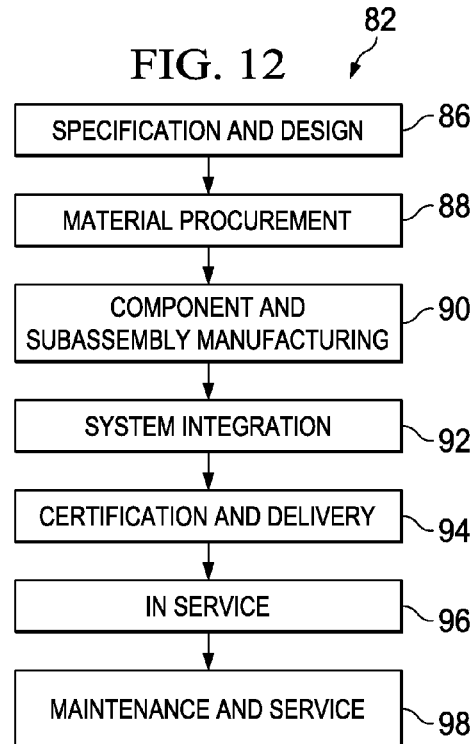 82
FIG. 12
SPECIFICATION AND DESIGN
86
MATERIAL PROCUREMENT
88
COMPONENT AND
SUBASSEMBLY MANUFACTURING
90
SYSTEM INTEGRATION
92
CERTIFICATION AND DELIVERY
94
IN SERVICE
96
MAINTENANCE AND SERVICE
98